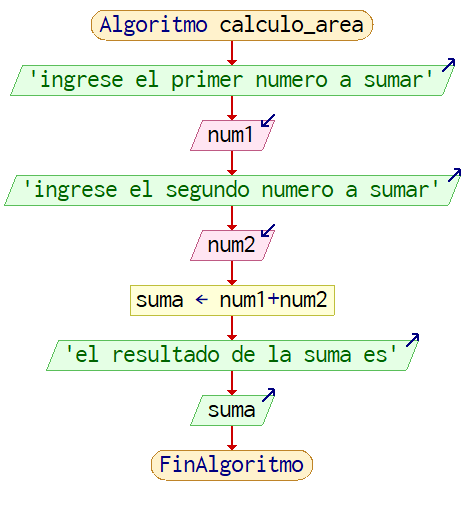 Algoritmo calculo_area
'ingrese el primer numero a sumar'
num1
'ingrese el segundo numero a sumar'
num2
suma ← num1+num2
'el resultado de la suma es'
suma
FinAlgoritmo